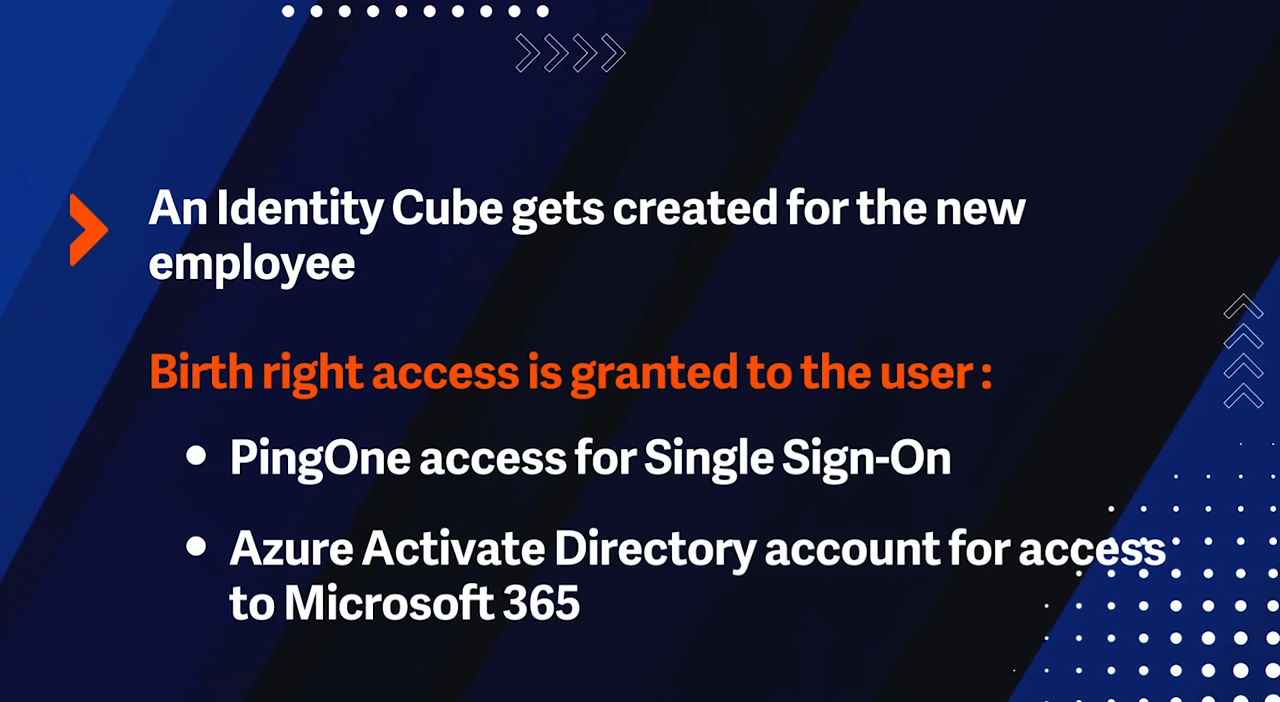 An Identity Cube gets created for the new
employee
Birth right access is granted to the user :
PingOne access for Single Sign-On
Azure Activate Directory account for access
to Microsoft 365